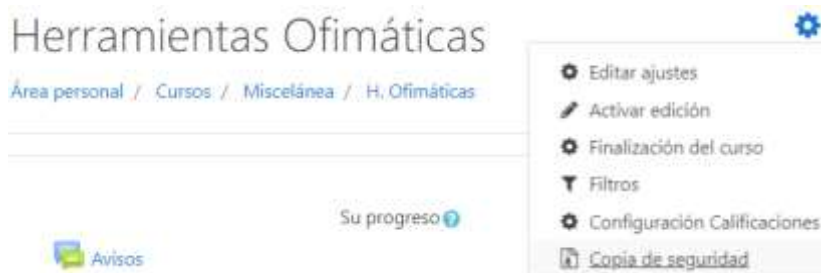 Herramientas Ofimáticas
Área personal / Cursos / Miscelánea / H. Ofimáticas
Editar ajustes
Activar edición
Finalización del curso
Filtros
Configuración Calificaciones
Copia de seguridad
Su progreso
Avisos